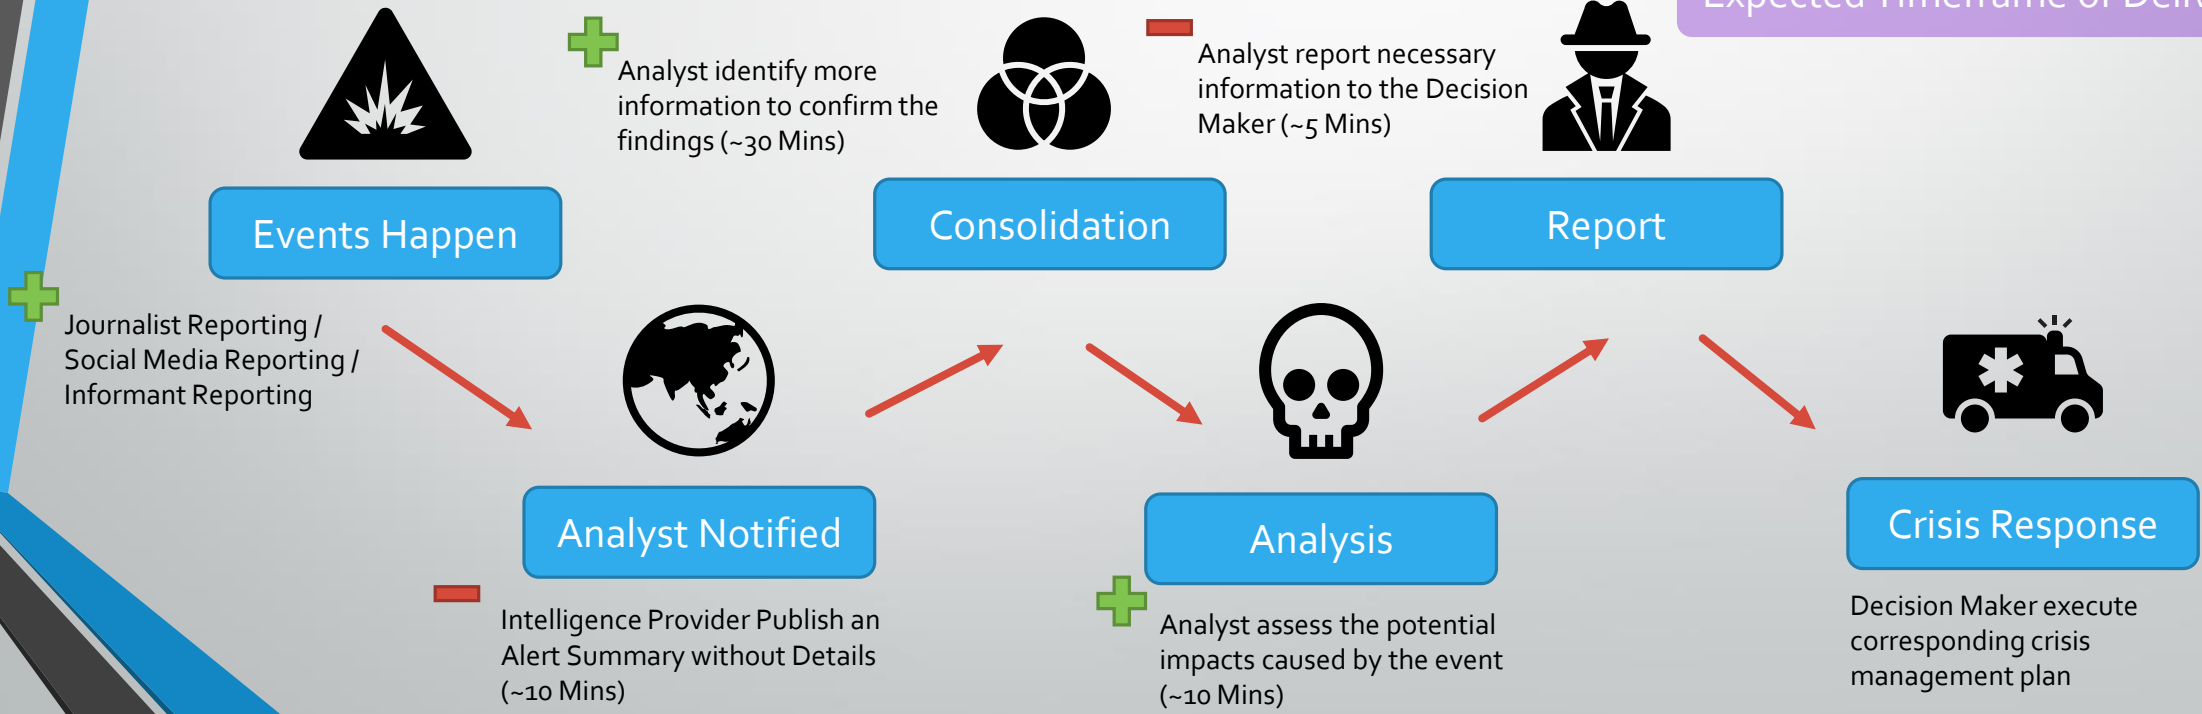 Expected Timeframe of
Analyst identify more
information to confirm the
findings (~30 Mins)
Analyst report necessary
information to the Decision
Maker (~5 Mins)
Events Happen
Consolidation
Report
Journalist Reporting /
Social Media Reporting /
Informant Reporting
Analyst Notified
Analysis
Crisis Response
Intelligence Provider Publish an
Alert Summary without Details
(~10 Mins)
Analyst assess the potential
impacts caused by the event
(~10 Mins)
Decision Maker execute
corresponding crisis
management plan